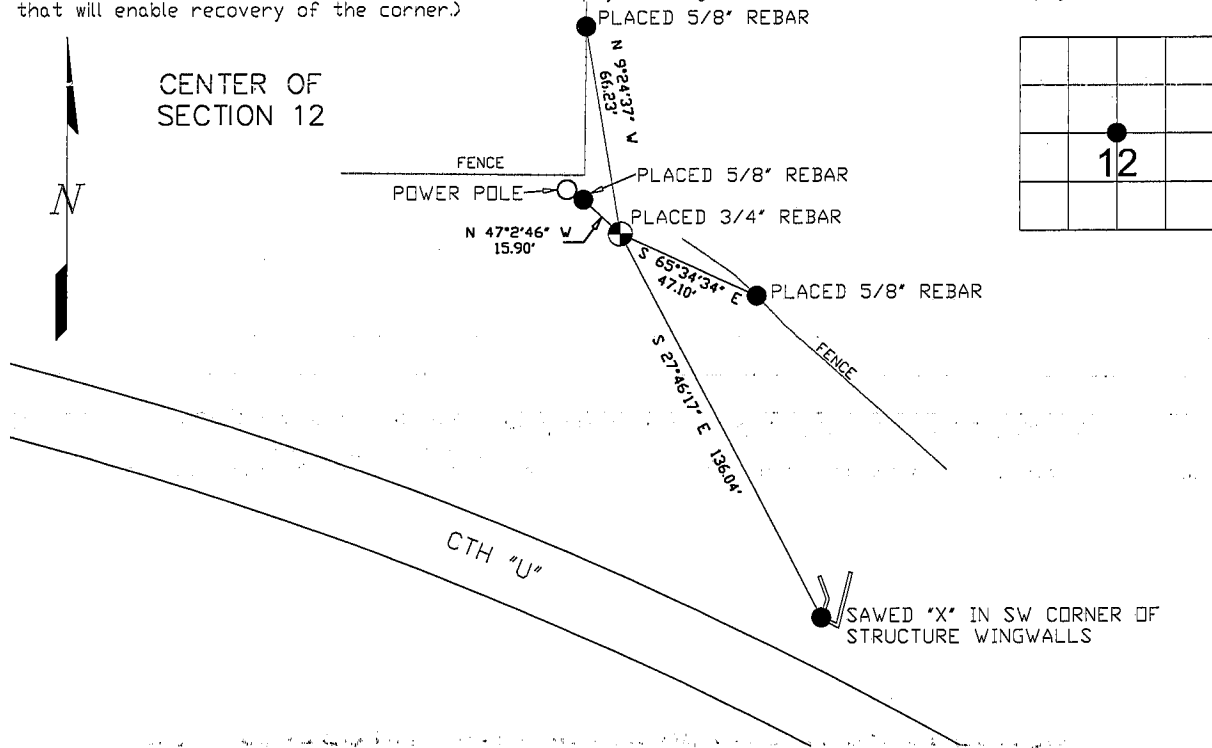 that will enable recovery of the corner.)
PLACED 5/8" REBAR
CENTER OF
SECTION 12
N 9°24'37" W
66.23'
12
FENCE
POWER POLE
PLACED 5/8" REBAR
N
PLACED 3/4" REBAR
N 47°2'46" W
15.90'
S 65°34'34" E
47.10'
PLACED 5/8" REBAR
FENCE
S 27°46'17" E 136.04'
CTH "U"
SAWED "X" IN SW CORNER OF
STRUCTURE WINGWALLS